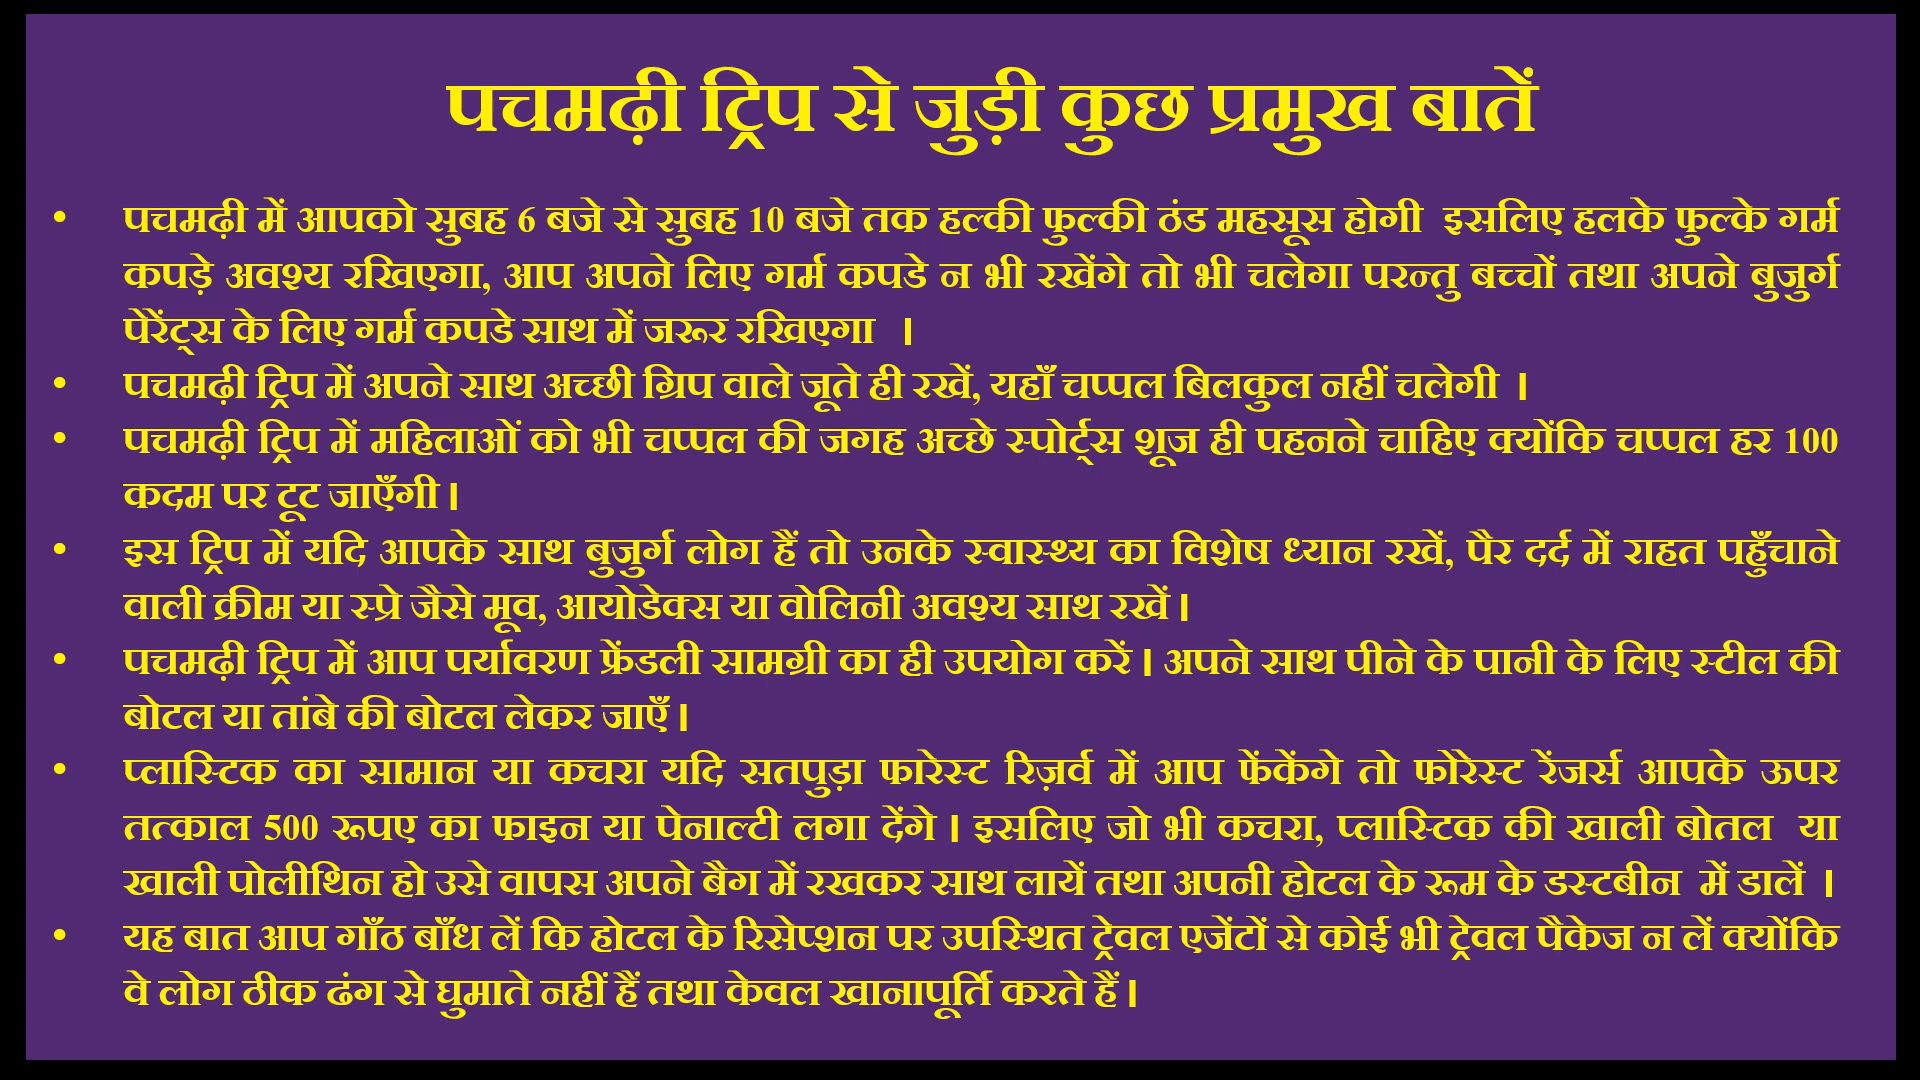 पचमढ़ी ट्रिप से जुड़ी कुछ प्रमुख बातें
• पचमढ़ी में आपको सुबह 6 बजे से सुबह 10 बजे तक हल्की फुल्की ठंड महसूस होगी इसलिए हलके फुल्के गर्म
कपड़े अवश्य रखिएगा, आप अपने लिए गर्म कपडे न भी रखेंगे तो भी चलेगा परन्तु बच्चों तथा अपने बुजुर्ग
पेरेंट्स के लिए गर्म कपडे साथ में जरूर रखिएगा ।
• पचमढ़ी ट्रिप में अपने साथ अच्छी ग्रिप वाले जूते ही रखें, यहाँ चप्पल बिलकुल नहीं चलेगी ।
• पचमढ़ी ट्रिप में महिलाओं को भी चप्पल की जगह अच्छे स्पोर्ट्स शूज ही पहनने चाहिए क्योंकि चप्पल हर 100
कदम पर टूट जाएँगी ।
• इस ट्रिप में यदि आपके साथ बुजुर्ग लोग हैं तो उनके स्वास्थ्य का विशेष ध्यान रखें, पैर दर्द में राहत पहुँचाने
वाली क्रीम या स्प्रे जैसे मूव, आयोडेक्स या वोलिनी अवश्य साथ रखें ।
• पचमढ़ी ट्रिप में आप पर्यावरण फ्रेंडली सामग्री का ही उपयोग करें । अपने साथ पीने के पानी के लिए स्टील की
बोटल या तांबे की बोटल लेकर जाएँ ।
• प्लास्टिक का सामान या कचरा यदि सतपुड़ा फारेस्ट रिज़र्व में आप फेंकेंगे तो फोरेस्ट रेंजर्स आपके ऊपर
तत्काल 500 रूपए का फाइन या पेनाल्टी लगा देंगे । इसलिए जो भी कचरा, प्लास्टिक की खाली बोतल या
खाली पोलीथिन हो उसे वापस अपने बैग में रखकर साथ लायें तथा अपनी होटल के रूम के डस्टबीन में डालें ।
• यह बात आप गाँठ बाँध लें कि होटल के रिसेप्शन पर उपस्थित ट्रेवल एजेंटों से कोई भी ट्रेवल पैकेज न लें क्योंकि
वे लोग ठीक ढंग से घुमाते नहीं हैं तथा केवल खानापूर्ति करते हैं ।